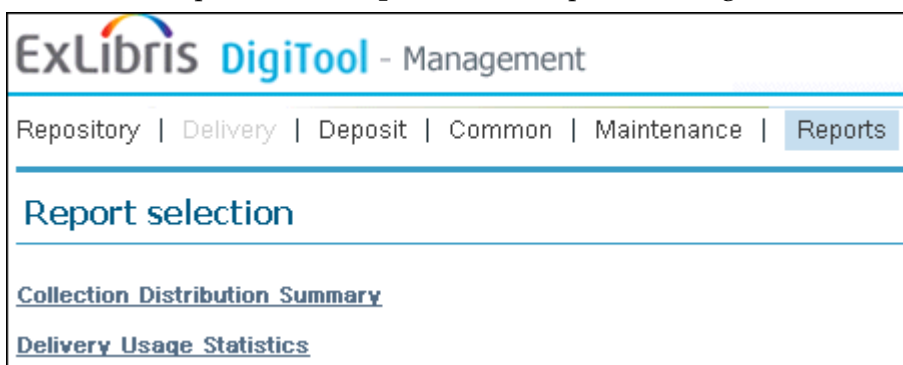 ExLibris DigiTool - Management
Repository | Delivery | Deposit | Common | Maintenance | Reports
Report selection
Collection Distribution Summary
Delivery Usage Statistics